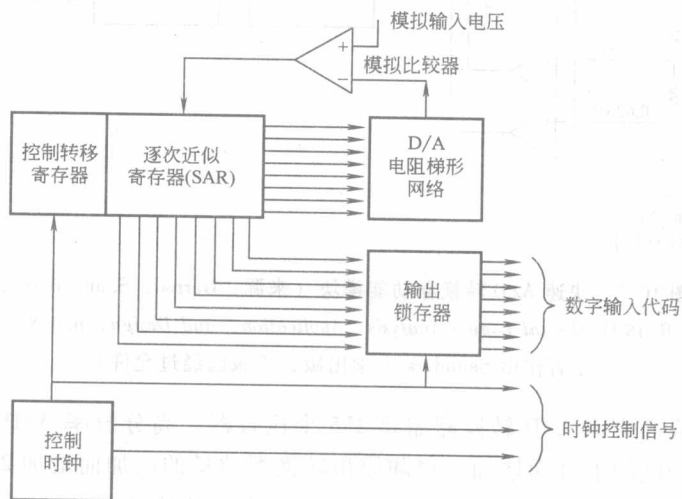 模拟输入电压
+
模拟比较器
−
控制转移
寄存器
逐次近似
寄存器(SAR)
D/A
电阻梯形
网络
输出
锁存器
数字输入代码
控制
时钟
时钟控制信号